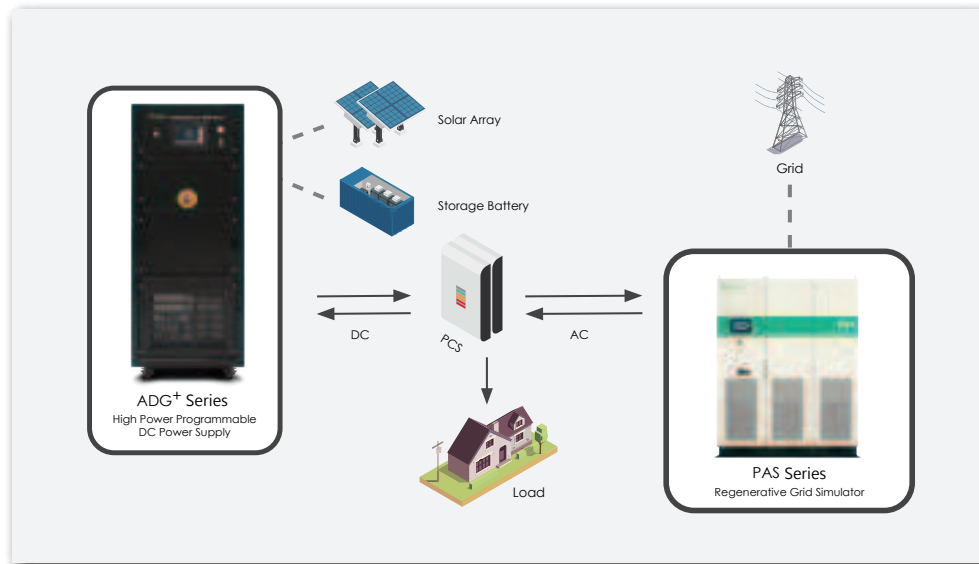 Solar Array
Storage Battery
Grid
DC
PCS
AC
Load
ADG+ Series
High Power Programmable
DC Power Supply
PAS Series
Regenerative Grid Simulator